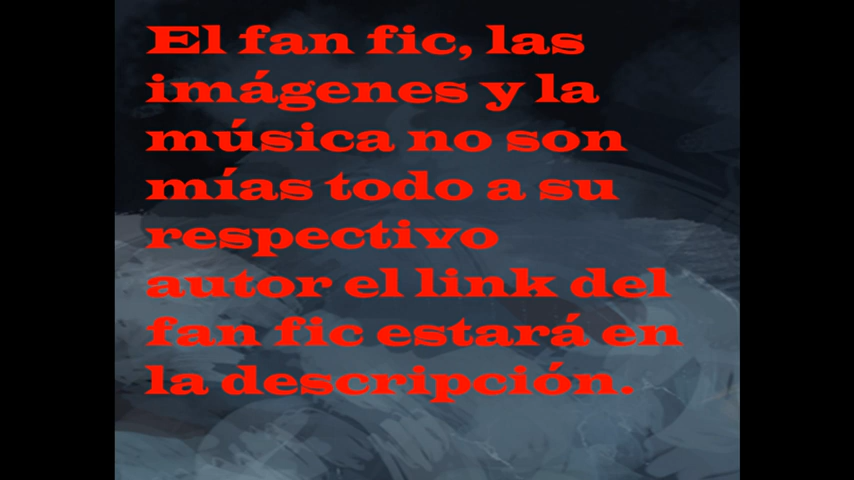 El fan fic, las
imágenes y la
música no son
mías todo a su
respectivo
autor el link del
fan fic estará en
la descripción.